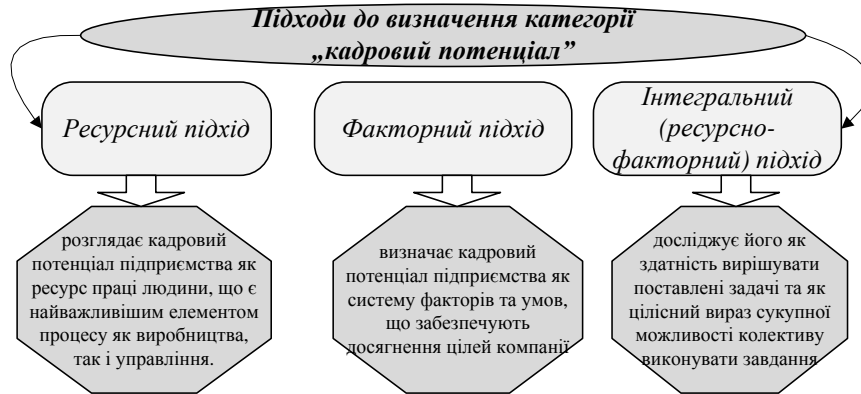 Підходи до визначення категорії
„кадровий потенціал”
Ресурсний підхід
Факторний підхід
Інтегральний
(ресурсно-
факторний) підхід
розглядає кадровий
потенціал підприємства як
ресурс праці людини, що є
найважливішим елементом
процесу як виробництва,
так і управління.
визначає кадровий
потенціал підприємства як
систему факторів та умов,
що забезпечують
досягнення цілей компанії
досліджує його як
здатність вирішувати
поставлені задачі та як
цілісний вираз сукупної
можливості колективу
виконувати завдання